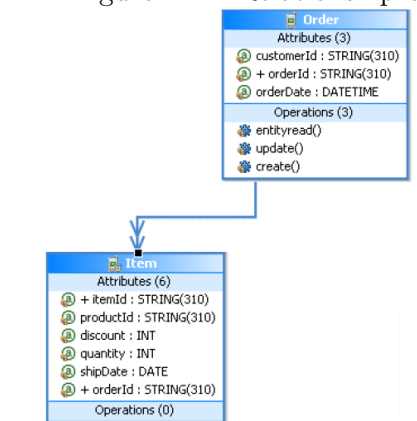 Order
Attributes (3)
customerId : STRING(310)
+ orderId : STRING(310)
orderDate : DATETIME
Operations (3)
entityread()
update()
create()
Item
Attributes (6)
+ itemId : STRING(310)
productId : STRING(310)
discount : INT
quantity : INT
shipDate : DATE
+ orderId : STRING(310)
Operations (0)